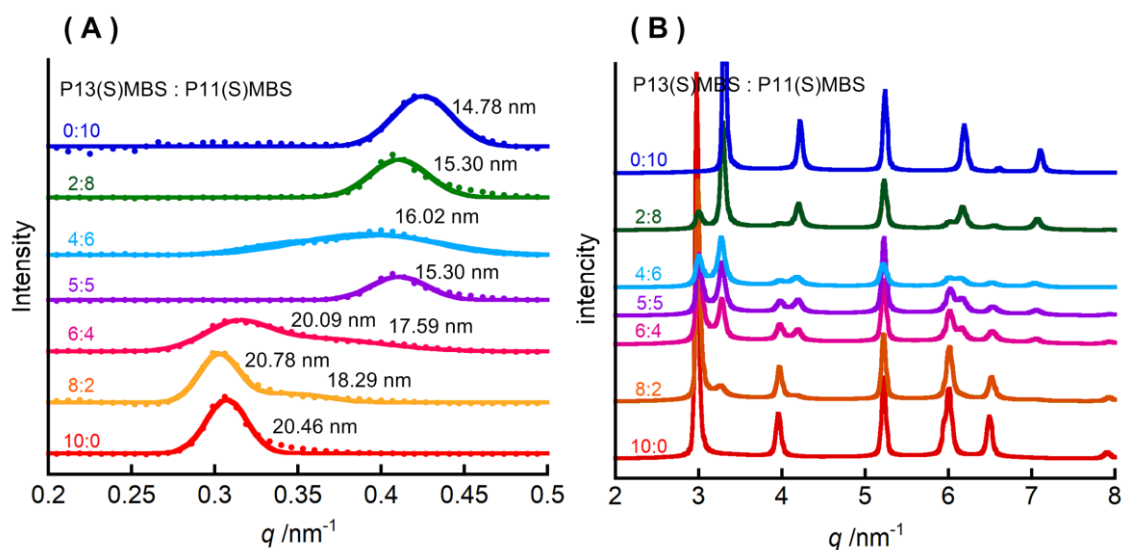 ( A )
P13(S)MBS : P11(S)MBS
0:10
14.78 nm
2:8
15.30 nm
4:6
16.02 nm
5:5
15.30 nm
6:4
20.09 nm
17.59 nm
8:2
20.78 nm
18.29 nm
10:0
20.46 nm
Intensity
0.2 0.25 0.3 0.35 0.4 0.45 0.5
q /nm-1
( B )
P13(S)MBS : P11(S)MBS
0:10
2:8
4:6
5:5
6:4
8:2
10:0
intencity
2 3 4 5 6 7 8
q /nm-1